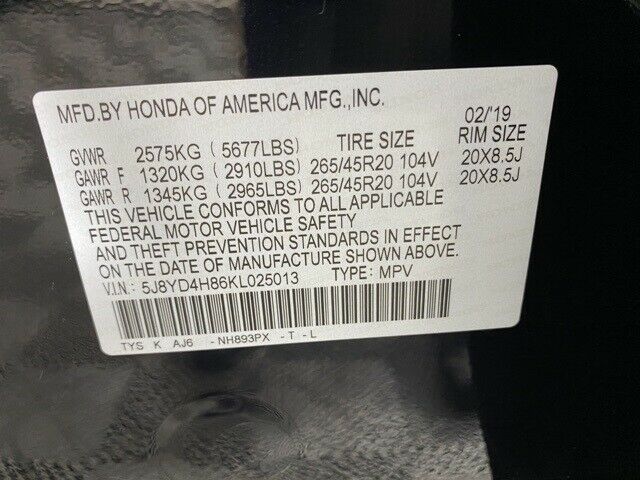 MFD.BY HONDA OF AMERICA MFG.,INC. 02/'19
GVWR 2575KG (5677LBS) TIRE SIZE RIM SIZE
GAWR F 1320KG (2910LBS) 265/45R20 104V 20X8.5J
GAWR R 1345KG (2965LBS) 265/45R20 104V 20X8.5J
THIS VEHICLE CONFORMS TO ALL APPLICABLE
FEDERAL MOTOR VEHICLE SAFETY
AND THEFT PREVENTION STANDARDS IN EFFECT
ON THE DATE OF MANUFACTURE SHOWN ABOVE.
V.I.N.: 5J8YD4H86KL025013 TYPE: MPV
TYS K AJ6 -NH893PX -T-L